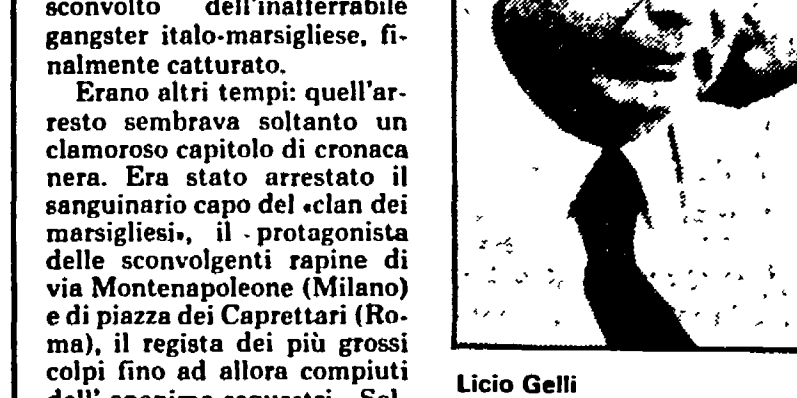 sconvolto dell'inafferrabile
gangster italo-marsigliese, fi-
nalmente catturato.
Erano altri tempi: quell'ar-
resto sembrava soltanto un
clamoroso capitolo di cronaca
nera. Era stato arrestato il
sanguinario capo del «clan dei
marsigliesi», il protagonista
delle sconvolgenti rapine di
via Montenapoleone (Milano)
e di piazza dei Caprettari (Ro-
ma), il regista dei più grossi
colpi fino ad allora compiuti
Licio Gelli